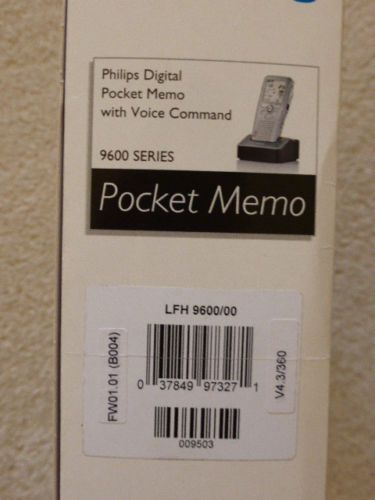 Philips Digital
Pocket Memo
with Voice Command
9600 SERIES
Pocket Memo
LFH 9600/00
FW01.01 (B004)
0 37849 97327 1
V4.3/360
009503